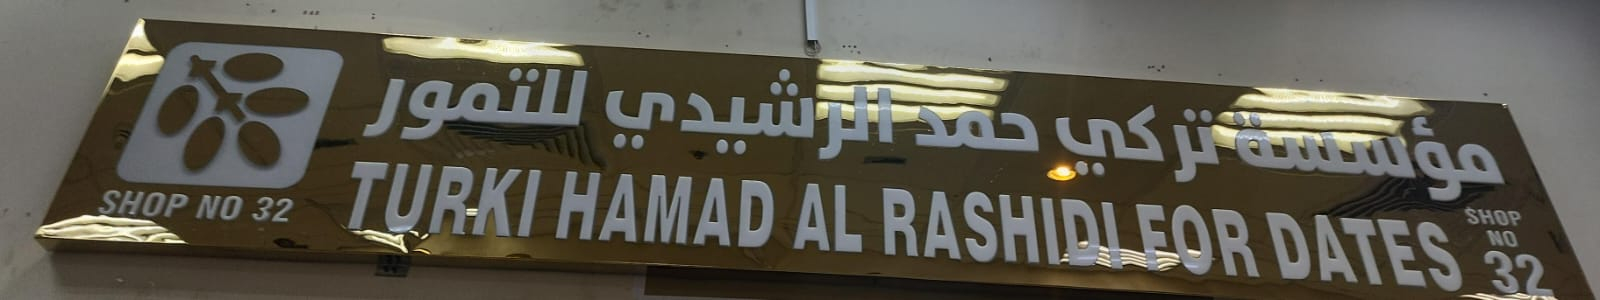 مؤسسة تركي حمد الرشيدي للتمور
TURKI HAMAD AL RASHIDI FOR DATES
SHOP NO 32
SHOP
NO
32